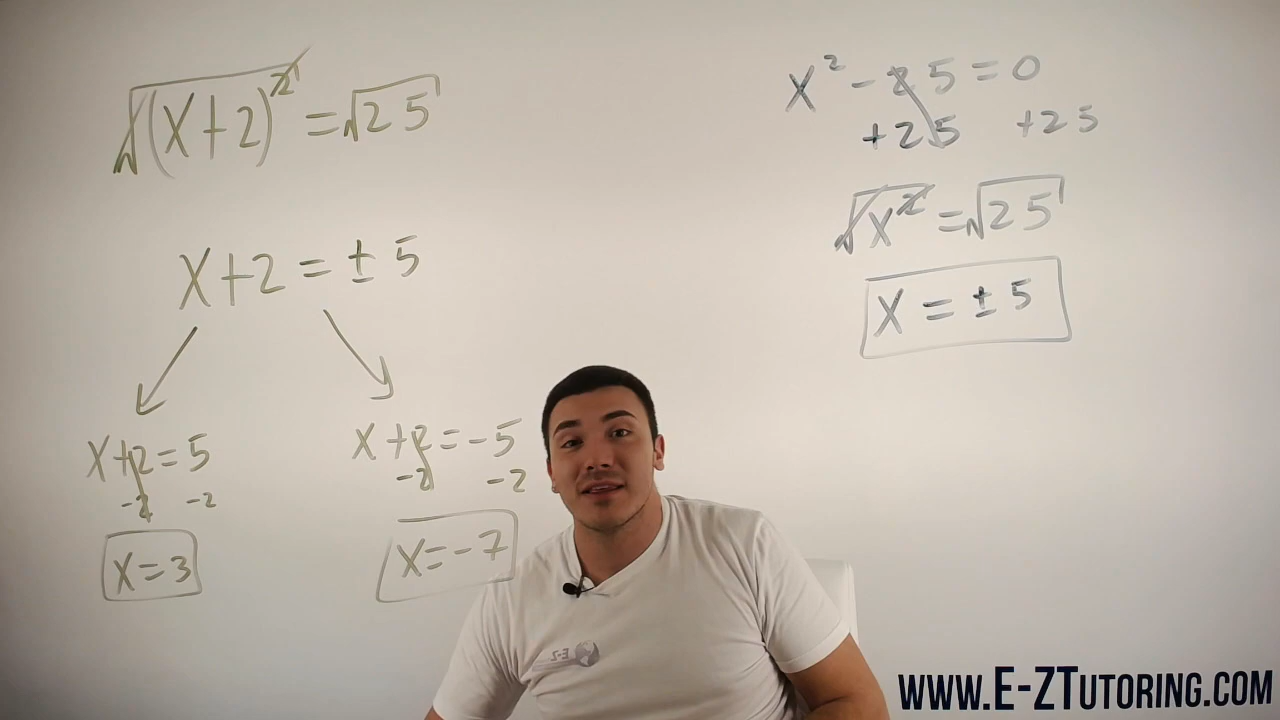 √(x+2)² = √25
x+2 = ± 5
x+2 = 5
-2 -2
x = 3
x+2 = -5
-2 -2
x = -7
x² - 25 = 0
+25 +25
√x² = √25
x = ± 5
E-Z
www.E-ZTutoring.com